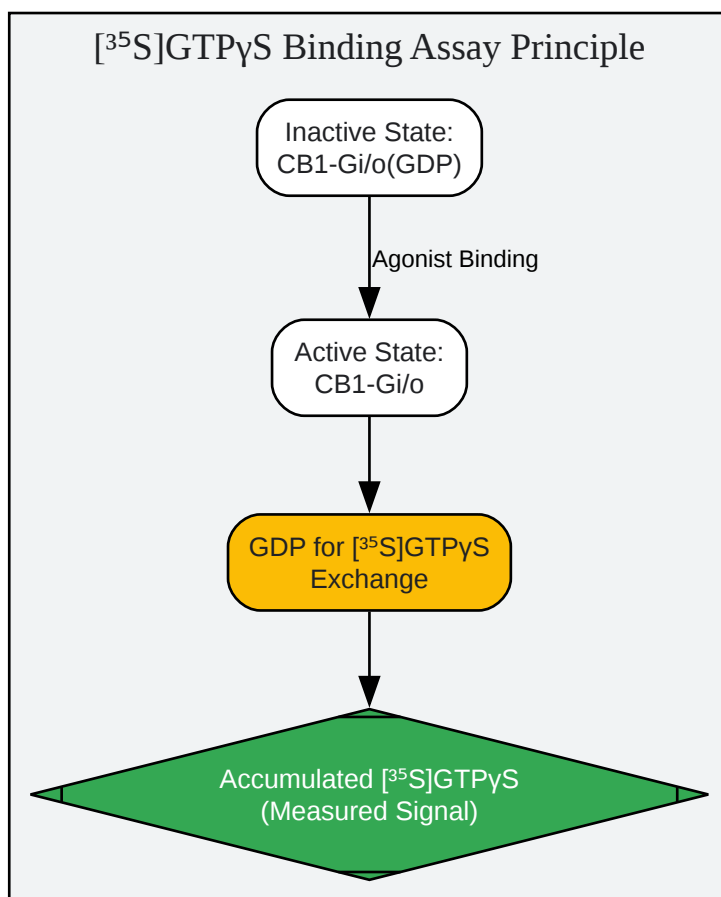 [³⁵S]GTPγS Binding Assay Principle
Inactive State:
CB1-Gi/o(GDP)
Agonist Binding
Active State:
CB1-Gi/o
GDP for [³⁵S]GTPγS
Exchange
Accumulated [³⁵S]GTPγS
(Measured Signal)